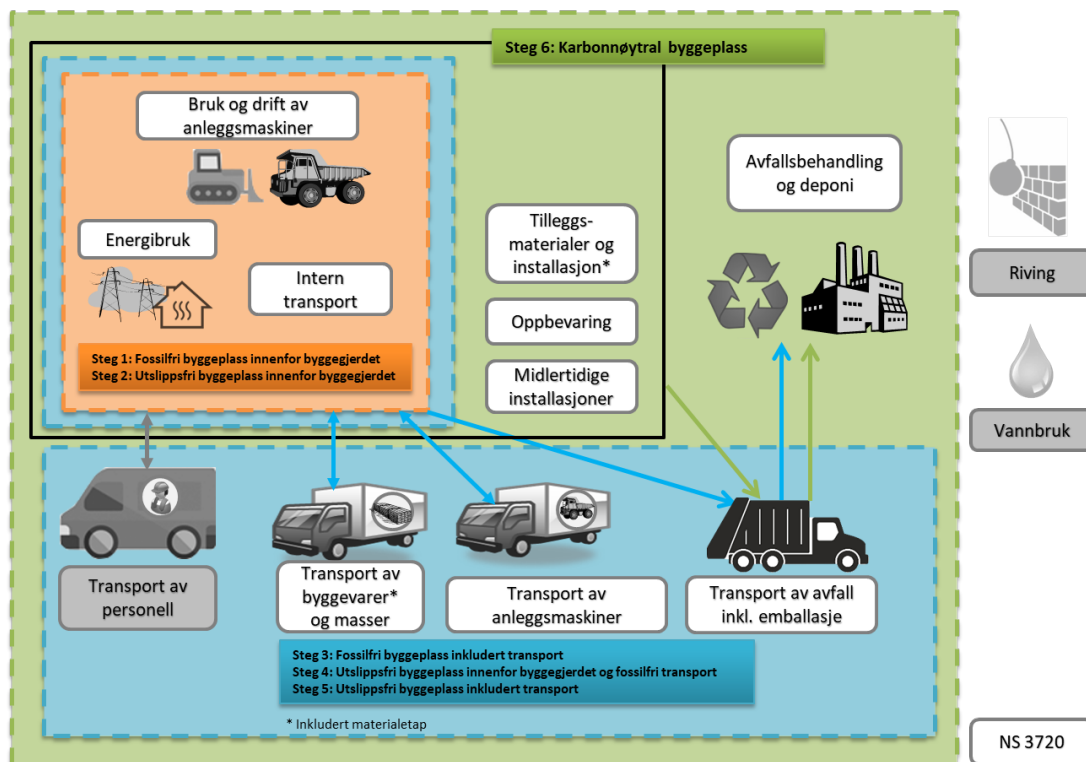 Steg 6: Karbonnøytral byggeplass
Bruk og drift av
anleggsmaskiner
Avfallsbehandling
og deponi
Tilleggs-
materialer og
installasjon*
Energibruk
Intern
transport
Riving
Oppbevaring
Steg 1: Fossilfri byggeplass innenfor byggegjerdet
Steg 2: Utslippsfri byggeplass innenfor byggegjerdet
Midlertidige
installasjoner
Vannbruk
Transport av
personell
Transport av
byggevarer*
og masser
Transport av
anleggsmaskiner
Transport av avfall
inkl. emballasje
Steg 3: Fossilfri byggeplass inkludert transport
Steg 4: Utslippsfri byggeplass innenfor byggegjerdet og fossilfri transport
Steg 5: Utslippsfri byggeplass inkludert transport
* Inkludert materialetap
NS 3720